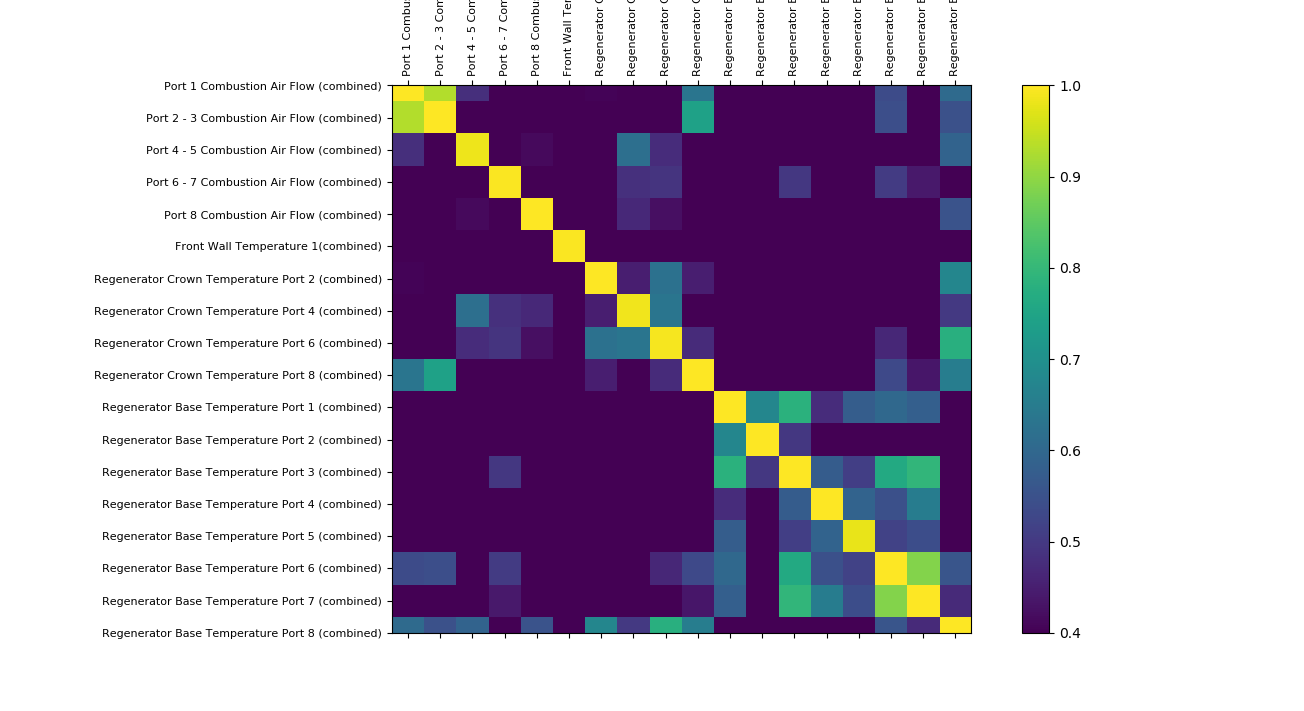 Port 1 Combus
Port 2 - 3 Com
Port 4 - 5 Com
Port 6 - 7 Com
Port 8 Combu
Front Wall Ter
Regenerator
Regenerator
Regenerator
Regenerator
Regenerator
Regenerator
Regenerator
Regenerator
Regenerator
Regenerator
Regenerator
Regenerator
Port 1 Combustion Air Flow (combined)
Port 2 - 3 Combustion Air Flow (combined)
Port 4 - 5 Combustion Air Flow (combined)
Port 6 - 7 Combustion Air Flow (combined)
Port 8 Combustion Air Flow (combined)
Front Wall Temperature 1(combined)
Regenerator Crown Temperature Port 2 (combined)
Regenerator Crown Temperature Port 4 (combined)
Regenerator Crown Temperature Port 6 (combined)
Regenerator Crown Temperature Port 8 (combined)
Regenerator Base Temperature Port 1 (combined)
Regenerator Base Temperature Port 2 (combined)
Regenerator Base Temperature Port 3 (combined)
Regenerator Base Temperature Port 4 (combined)
Regenerator Base Temperature Port 5 (combined)
Regenerator Base Temperature Port 6 (combined)
Regenerator Base Temperature Port 7 (combined)
Regenerator Base Temperature Port 8 (combined)
1.0
0.9
0.8
0.7
0.6
0.5
0.4